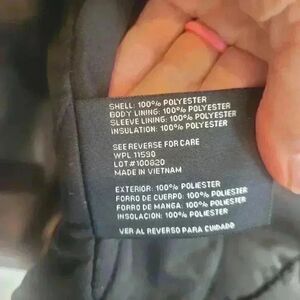 SHELL: 100% POLYESTER
BODY LINING: 100% POLYESTER
SLEEVE LINING: 100% POLYESTER
INSULATION: 100% POLYESTER
SEE REVERSE FOR CARE
WPL 11590
LOT #100820
MADE IN VIETNAM
EXTERIOR: 100% POLIESTER
FORRO DE CUERPO: 100% POLIESTER
FORRO DE MANGA: 100% POLIESTER
INSOLACION: 100% POLIESTER
VER AL REVERSO PARA CUIDADO